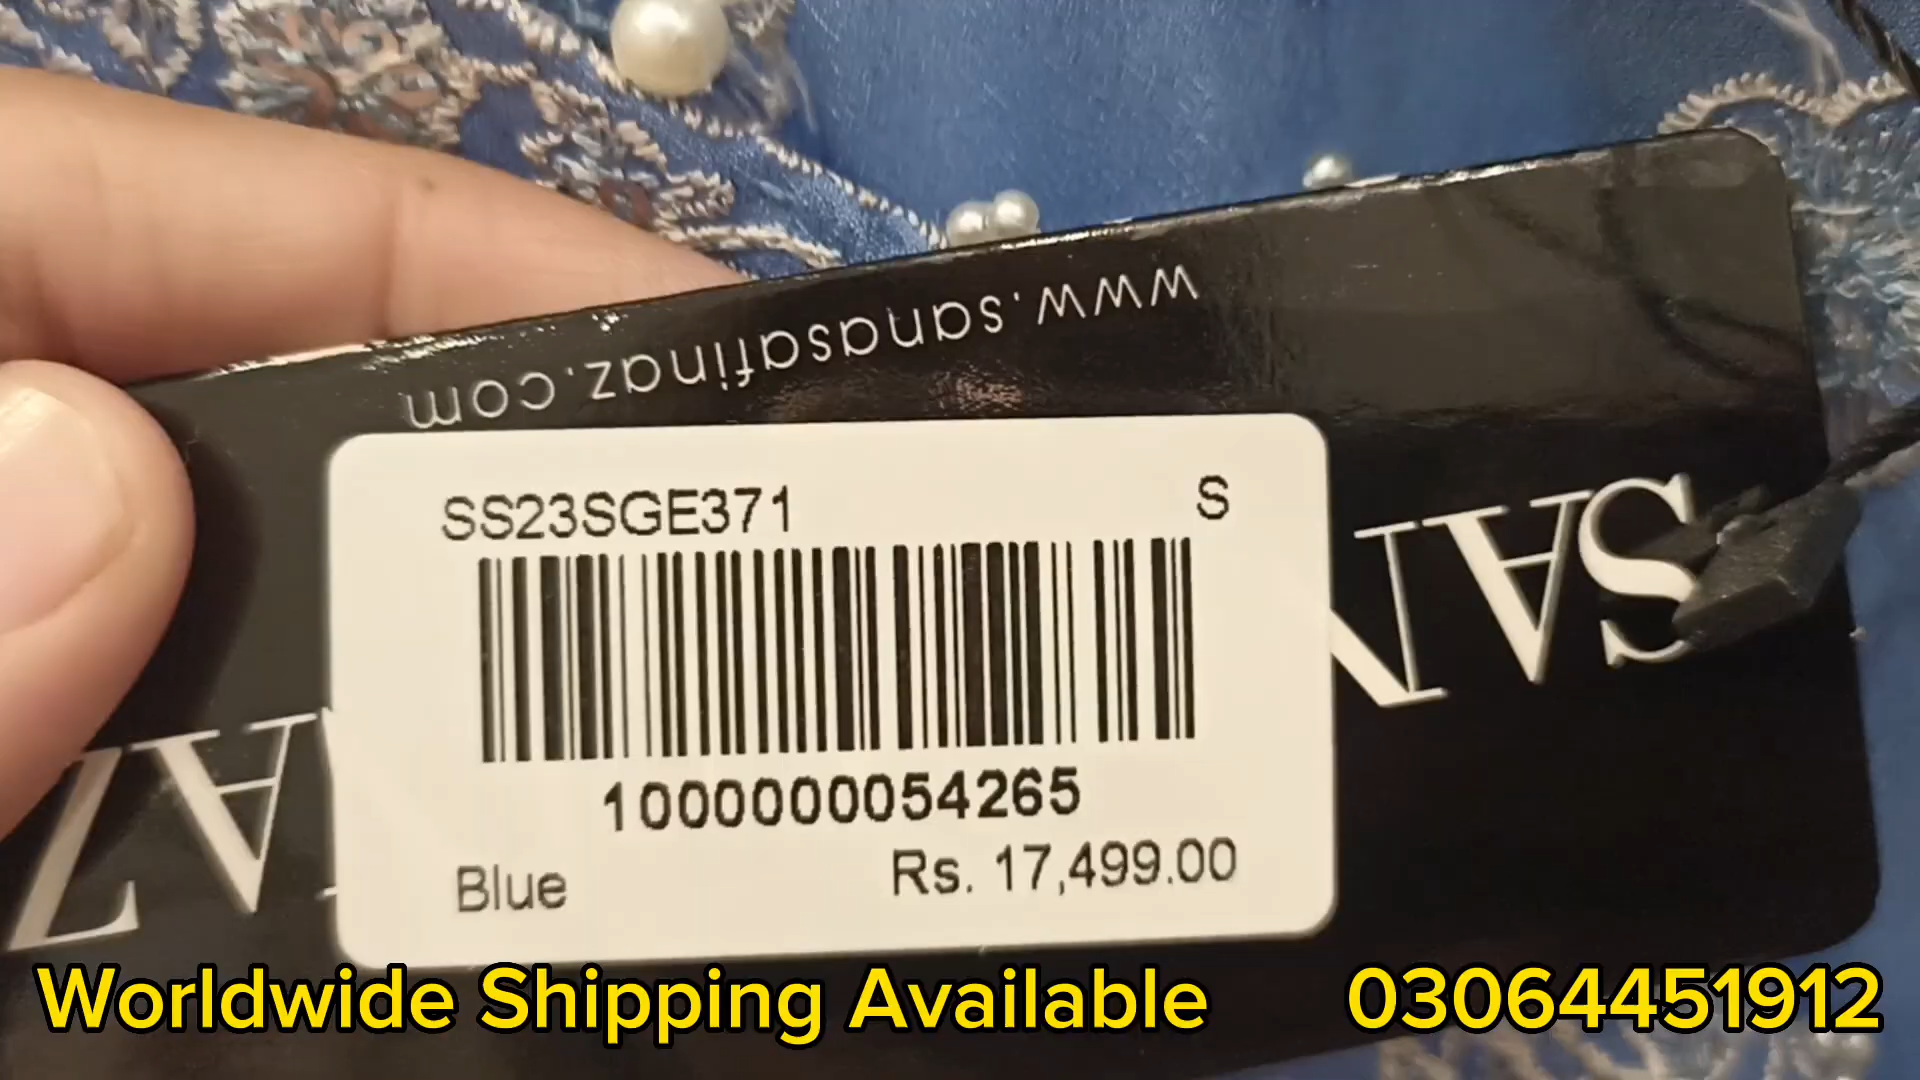 www.sanasafinaz.com
SS23SGE371 S
1000000054265
Blue Rs. 17,499.00
SAN
AZ
Worldwide Shipping Available 03064451912